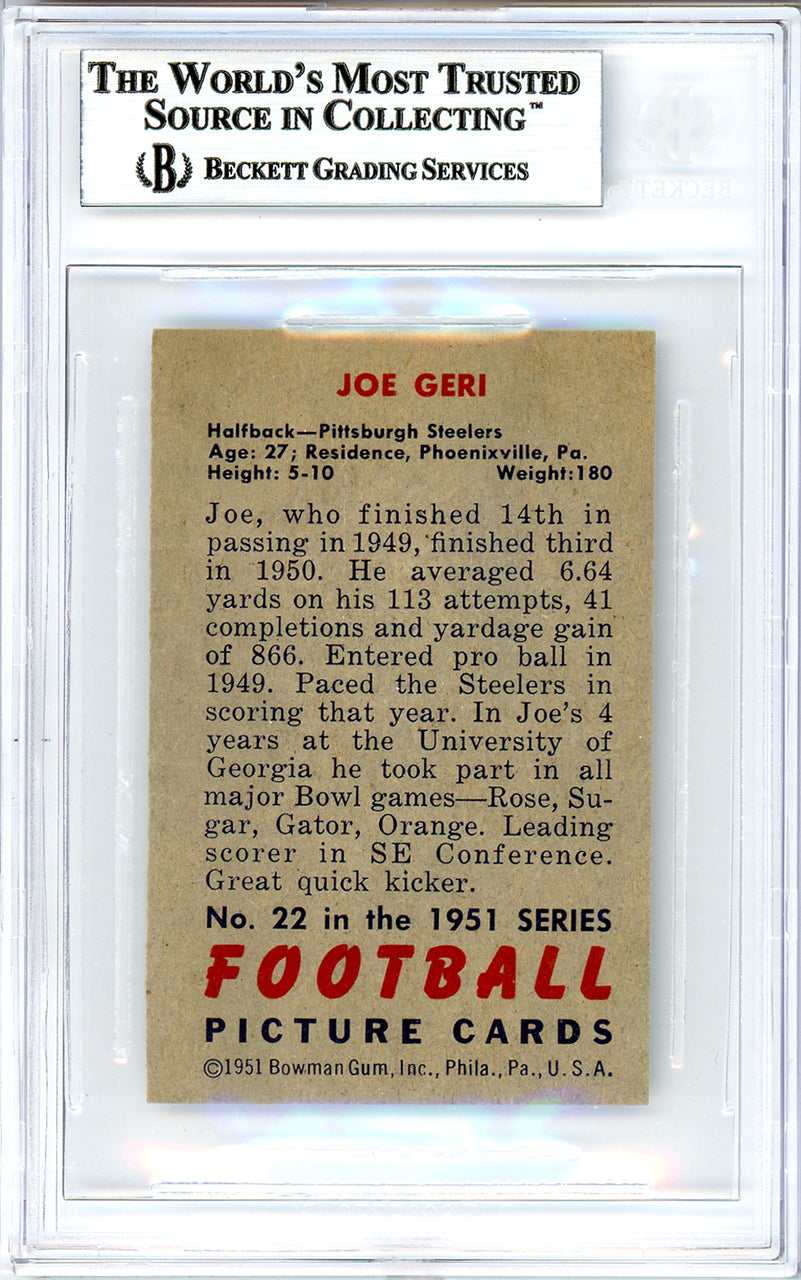 THE WORLD'S MOST TRUSTED
SOURCE IN COLLECTING™
B BECKETT GRADING SERVICES
B
BECKETT
JOE GERI
Halfback—Pittsburgh Steelers
Age: 27; Residence, Phoenixville, Pa.
Height: 5-10 Weight:180
Joe, who finished 14th in
passing in 1949, finished third
in 1950. He averaged 6.64
yards on his 113 attempts, 41
completions and yardage gain
of 866. Entered pro ball in
1949. Paced the Steelers in
scoring that year. In Joe's 4
years at the University of
Georgia he took part in all
major Bowl games—Rose, Su-
gar, Gator, Orange. Leading
scorer in SE Conference.
Great quick kicker.
No. 22 in the 1951 SERIES
FOOTBALL
PICTURE CARDS
©1951 Bowman Gum, Inc., Phila., Pa., U.S.A.